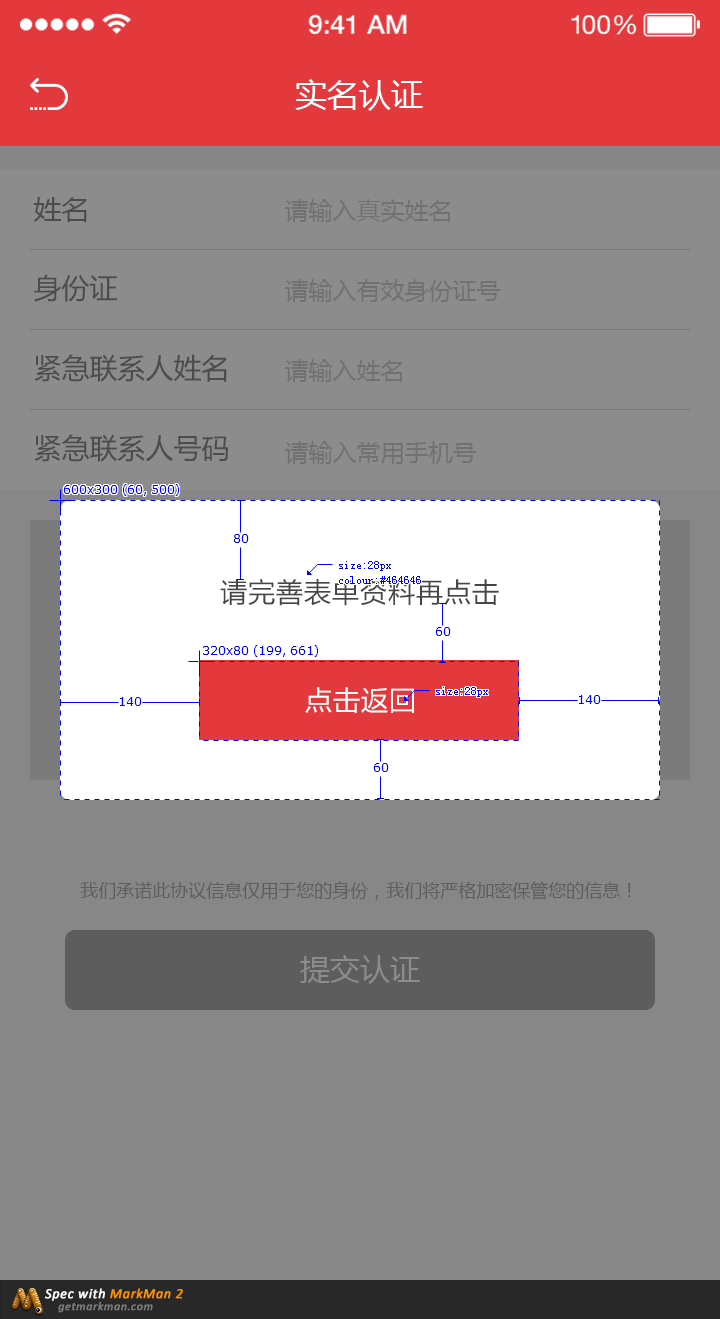 9:41 AM 100%
实名认证
姓名 请输入真实姓名
身份证 请输入有效身份证号
紧急联系人姓名 请输入姓名
紧急联系人号码 请输入常用手机号
600x300 (60, 500)
80
size:28px
colour:#464646
请完善表单资料再点击
60
320x80 (199, 661)
140
点击返回
size:28px
140
60
我们承诺此协议信息仅用于您的身份，我们将严格加密保管您的信息！
提交认证
Spec with MarkMan 2
getmarkman.com